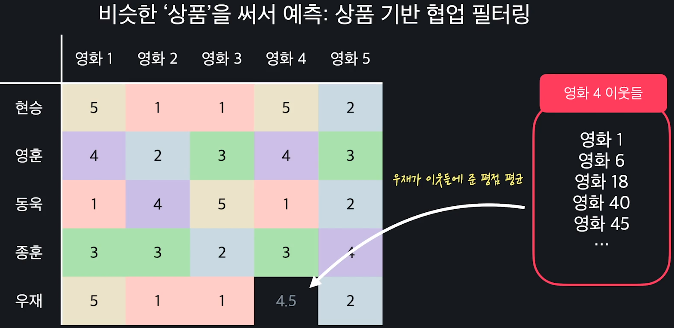 비슷한 ‘상품’을 써서 예측: 상품 기반 협업 필터링
영화 1 영화 2 영화 3 영화 4 영화 5
현승 5 1 1 5 2
영훈 4 2 3 4 3
동욱 1 4 5 1 2
종훈 3 3 2 3 4
우재 5 1 1 4.5 2
우재가 이웃들에 준 평점 평균
영화 4 이웃들
영화 1
영화 6
영화 18
영화 40
영화 45
...